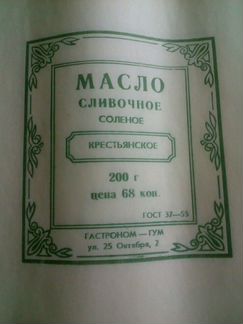 МАСЛО
СЛИВОЧНОЕ
СОЛЕНОЕ
КРЕСТЬЯНСКОЕ
200 г
цена 68 коп.
ГОСТ 37—55
ГАСТРОНОМ — ГУМ
ул. 25 Октября, 2